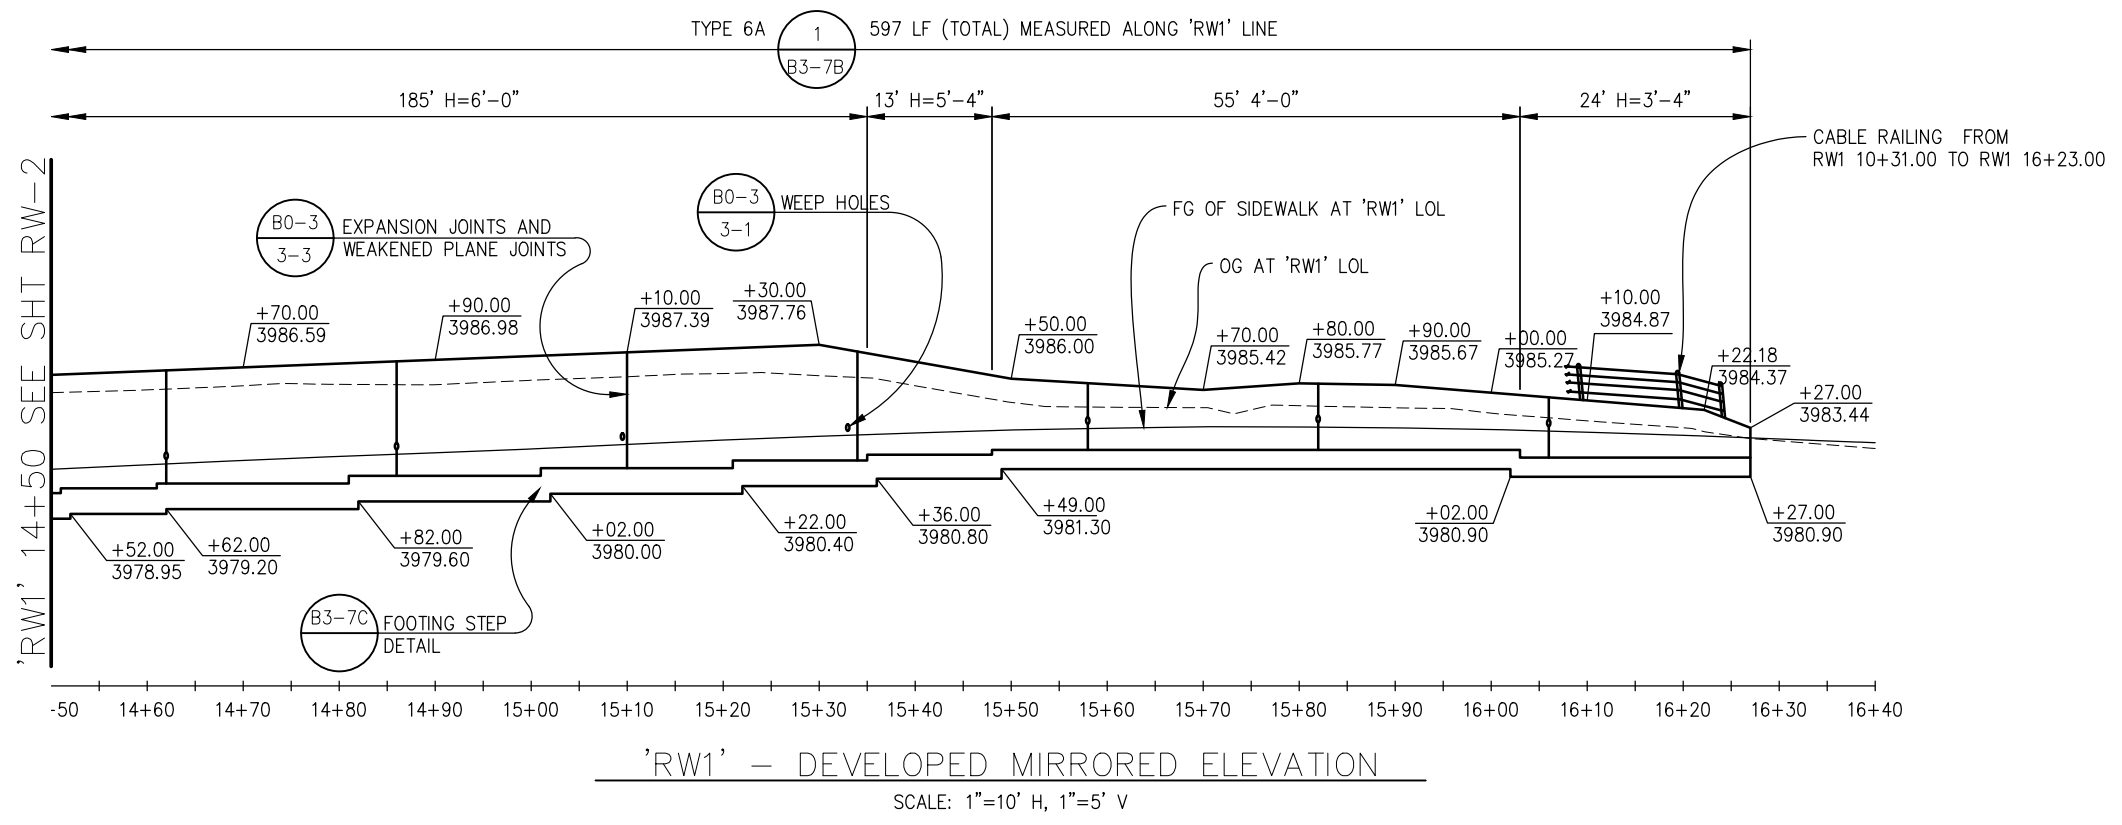 TYPE 6A
1
B3-7B
597 LF (TOTAL) MEASURED ALONG 'RW1' LINE
185' H=6'-0"
13' H=5'-4"
55' 4'-0"
24' H=3'-4"
CABLE RAILING FROM
RW1 10+31.00 TO RW1 16+23.00
'RW1' 14+50 SEE SHT RW-2
B0-3
3-3
EXPANSION JOINTS AND
WEAKENED PLANE JOINTS
B0-3
3-1
WEEP HOLES
FG OF SIDEWALK AT 'RW1' LOL
OG AT 'RW1' LOL
+70.00
3986.59
+90.00
3986.98
+10.00
3987.39
+30.00
3987.76
+50.00
3986.00
+70.00
3985.42
+80.00
3985.77
+90.00
3985.67
+00.00
3985.27
+10.00
3984.87
+22.18
3984.37
+27.00
3983.44
+52.00
3978.95
+62.00
3979.20
+82.00
3979.60
+02.00
3980.00
+22.00
3980.40
+36.00
3980.80
+49.00
3981.30
+02.00
3980.90
+27.00
3980.90
B3-7C
FOOTING STEP
DETAIL
-50 14+60 14+70 14+80 14+90 15+00 15+10 15+20 15+30 15+40 15+50 15+60 15+70 15+80 15+90 16+00 16+10 16+20 16+30 16+40
'RW1' - DEVELOPED MIRRORED ELEVATION
SCALE: 1"=10' H, 1"=5' V